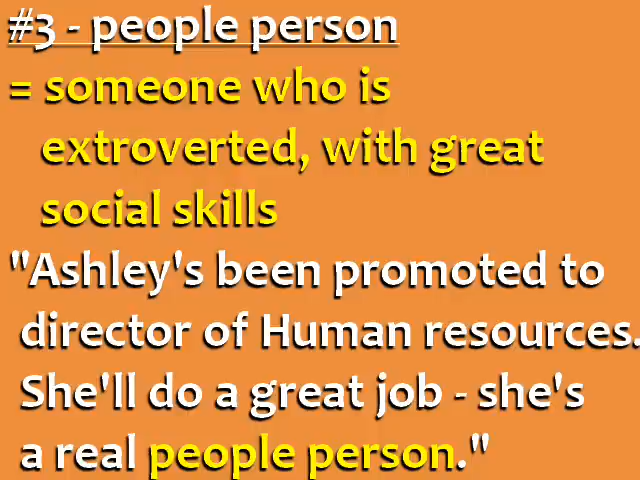 #3 - people person
= someone who is
extroverted, with great
social skills
"Ashley's been promoted to
director of Human resources.
She'll do a great job - she's
a real people person."